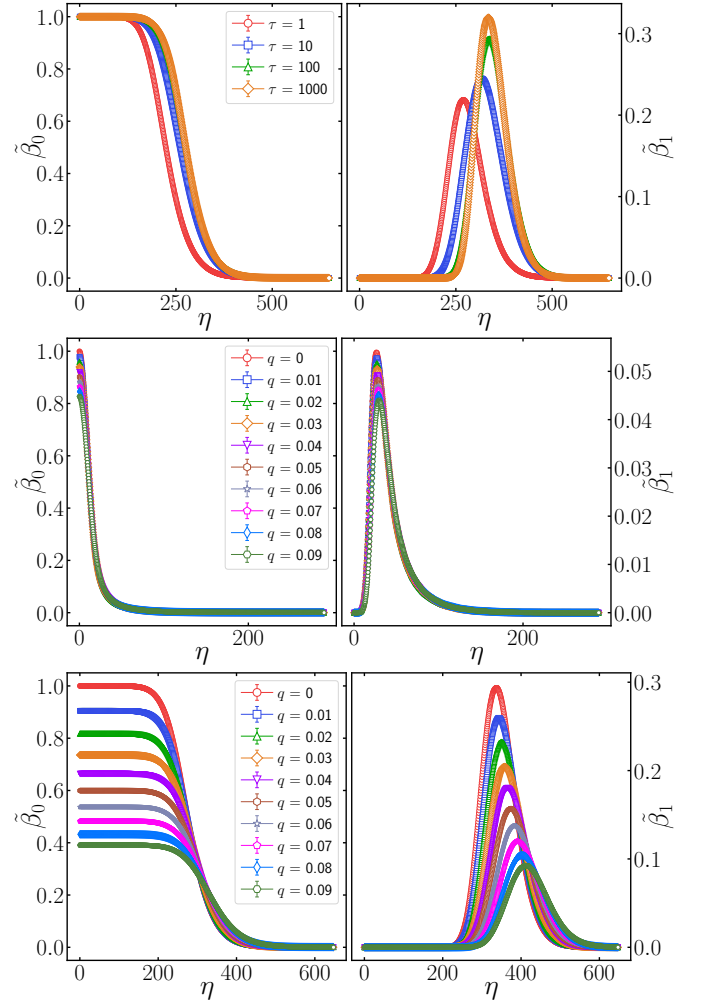 1.0
0.8
0.6
0.4
0.2
0.0
β̃₀
0
250
500
η
τ = 1
τ = 10
τ = 100
τ = 1000
0.3
0.2
0.1
0.0
β̃₁
0
250
500
η
1.0
0.8
0.6
0.4
0.2
0.0
β̃₀
0
200
η
q = 0
q = 0.01
q = 0.02
q = 0.03
q = 0.04
q = 0.05
q = 0.06
q = 0.07
q = 0.08
q = 0.09
0.05
0.04
0.03
0.02
0.01
0.00
β̃₁
0
200
η
1.0
0.8
0.6
0.4
0.2
0.0
β̃₀
0
200
400
600
η
q = 0
q = 0.01
q = 0.02
q = 0.03
q = 0.04
q = 0.05
q = 0.06
q = 0.07
q = 0.08
q = 0.09
0.3
0.2
0.1
0.0
β̃₁
0
200
400
600
η